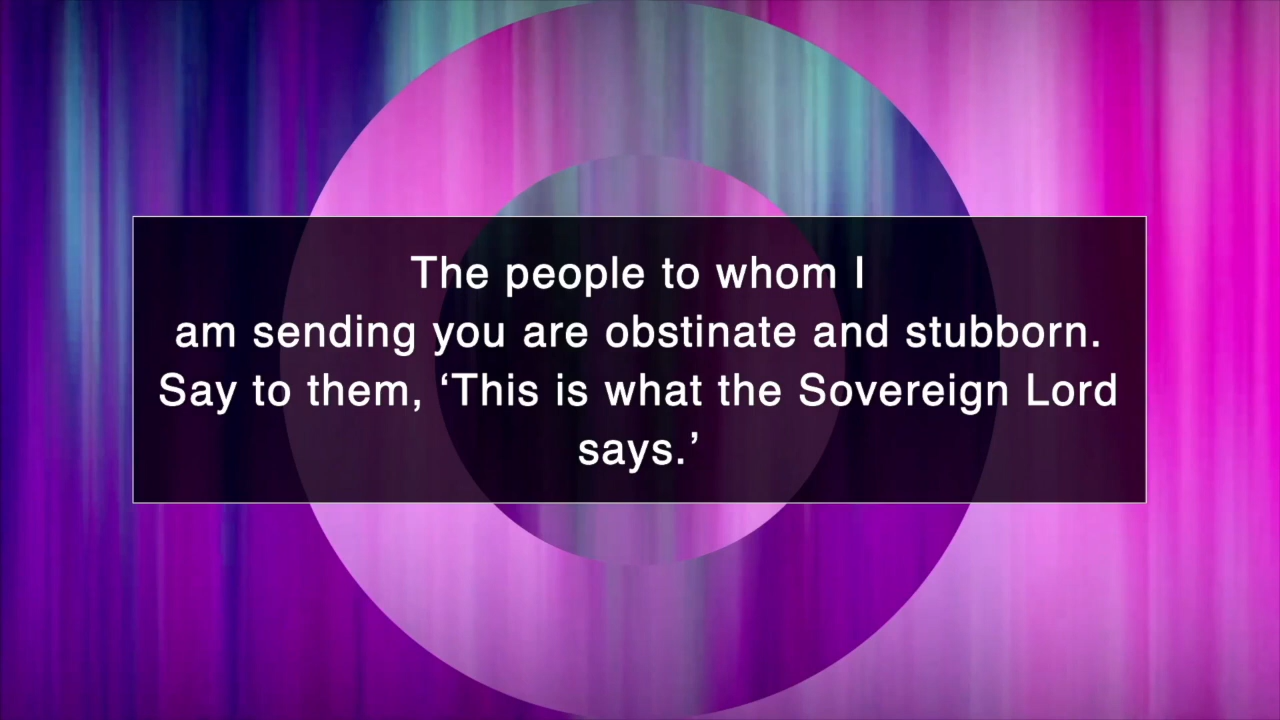 The people to whom I
am sending you are obstinate and stubborn.
Say to them, ‘This is what the Sovereign Lord
says.’